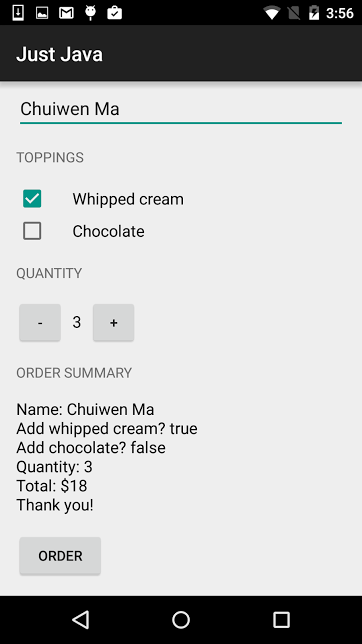 3:56
Just Java
Chuiwen Ma
TOPPINGS
Whipped cream
Chocolate
QUANTITY
- 3 +
ORDER SUMMARY
Name: Chuiwen Ma
Add whipped cream? true
Add chocolate? false
Quantity: 3
Total: $18
Thank you!
ORDER